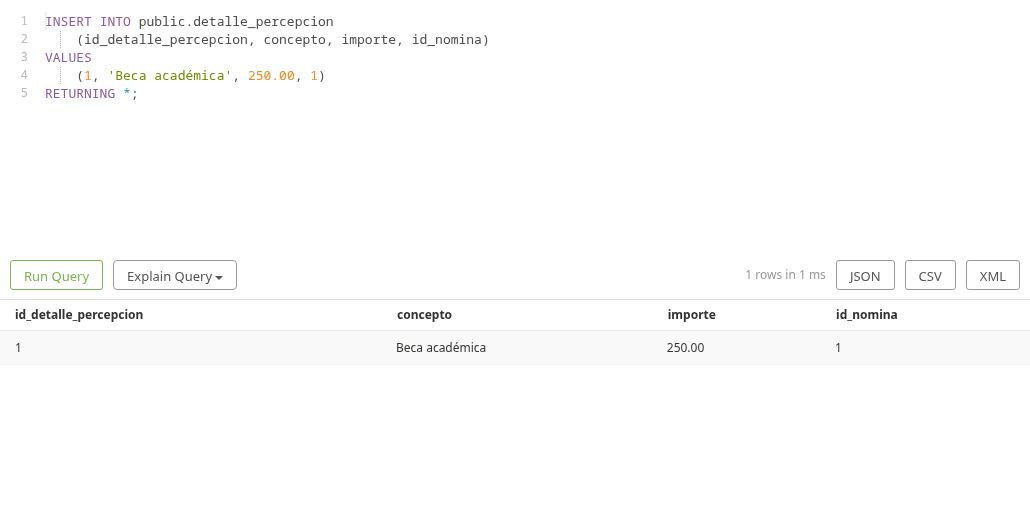 1 INSERT INTO public.detalle_percepcion
2 (id_detalle_percepcion, concepto, importe, id_nomina)
3 VALUES
4 (1, 'Beca académica', 250.00, 1)
5 RETURNING *;
Run Query Explain Query 1 rows in 1 ms JSON CSV XML
id_detalle_percepcion concepto importe id_nomina
1 Beca académica 250.00 1